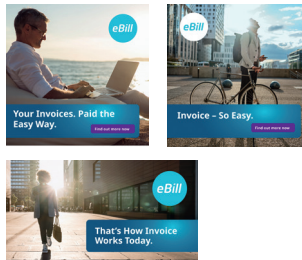 eBill
Your Invoices. Paid the
Easy Way.
Find out more now
eBill
Invoice – So Easy.
Find out more now
eBill
That's How Invoice
Works Today.